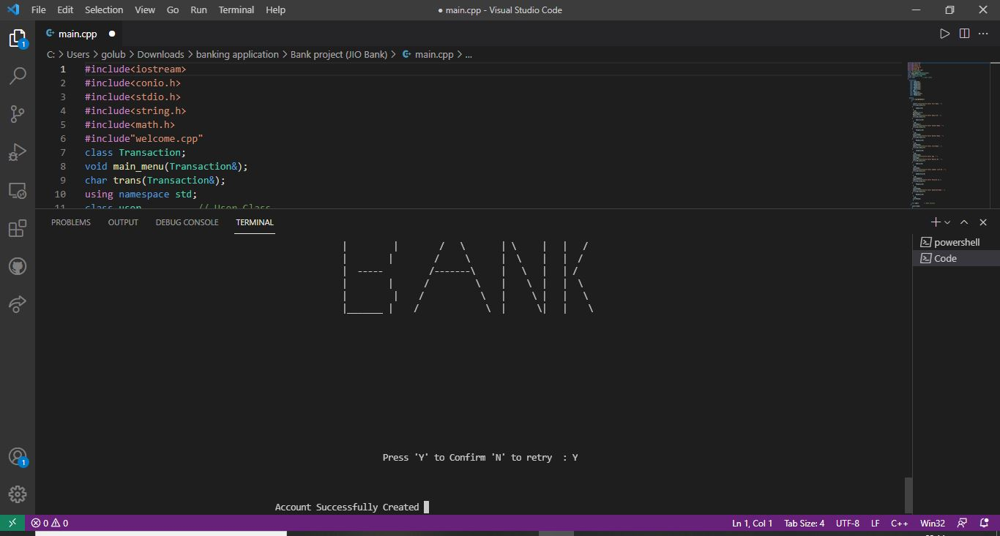 File Edit Selection View Go Run Terminal Help
● main.cpp - Visual Studio Code
main.cpp ●
C: > Users > golub > Downloads > banking application > Bank project (JIO Bank) > main.cpp > ...
1 #include<iostream>
2 #include<conio.h>
3 #include<stdio.h>
4 #include<string.h>
5 #include<math.h>
6 #include"welcome.cpp"
7 class Transaction;
8 void main_menu(Transaction&);
9 char trans(Transaction&);
10 using namespace std;
11 class user // User Class
PROBLEMS OUTPUT DEBUG CONSOLE TERMINAL
powershell
Code
BANK
Press 'Y' to Confirm 'N' to retry : Y
Account Successfully Created
1
1
0 0
Ln 1, Col 1 Tab Size: 4 UTF-8 LF C++ Win32